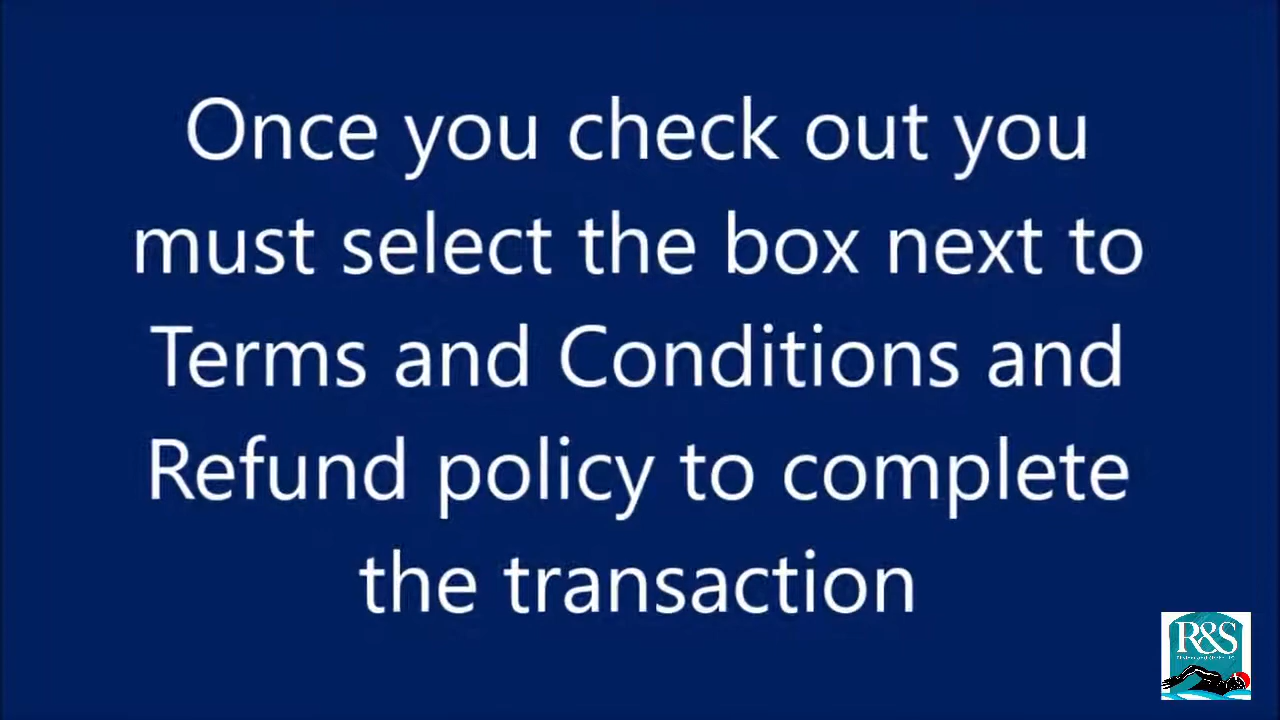 Once you check out you
must select the box next to
Terms and Conditions and
Refund policy to complete
the transaction
R&S